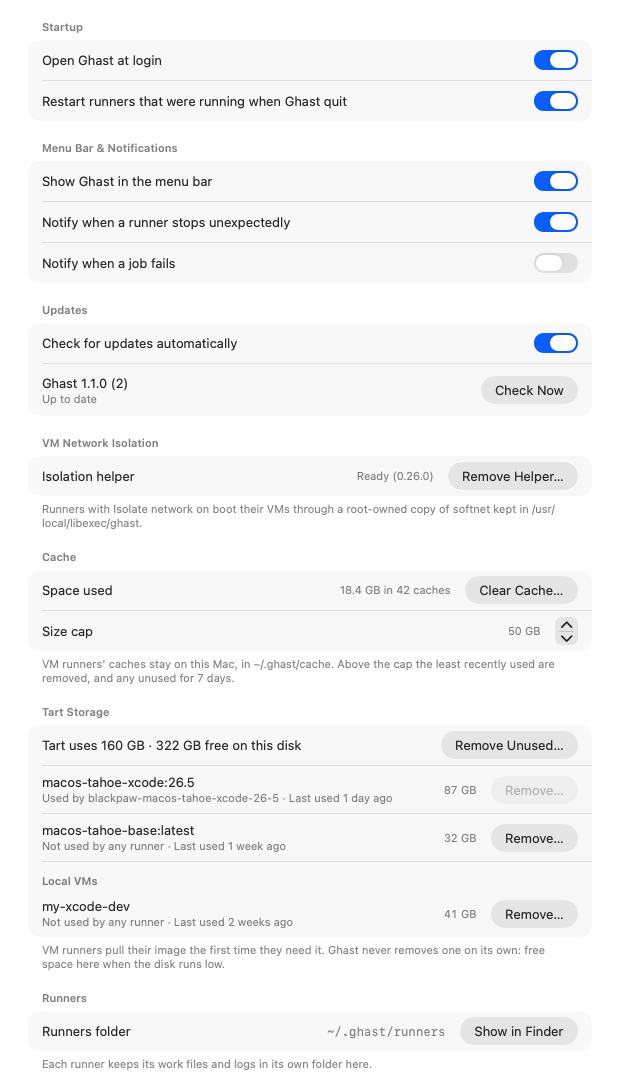 Startup
Open Ghast at login
Restart runners that were running when Ghast quit
Menu Bar & Notifications
Show Ghast in the menu bar
Notify when a runner stops unexpectedly
Notify when a job fails
Updates
Check for updates automatically
Ghast 1.1.0 (2)
Up to date
Check Now
VM Network Isolation
Isolation helper
Ready (0.26.0)
Remove Helper...
Runners with Isolate network on boot their VMs through a root-owned copy of softnet kept in /usr/
local/libexec/ghast.
Cache
Space used
18.4 GB in 42 caches
Clear Cache...
Size cap
50 GB
VM runners' caches stay on this Mac, in ~/.ghast/cache. Above the cap the least recently used are
removed, and any unused for 7 days.
Tart Storage
Tart uses 160 GB · 322 GB free on this disk
Remove Unused...
macos-tahoe-xcode:26.5
Used by blackpaw-macos-tahoe-xcode-26-5 · Last used 1 day ago
87 GB
Remove...
macos-tahoe-base:latest
Not used by any runner · Last used 1 week ago
32 GB
Remove...
Local VMs
my-xcode-dev
Not used by any runner · Last used 2 weeks ago
41 GB
Remove...
VM runners pull their image the first time they need it. Ghast never removes one on its own: free
space here when the disk runs low.
Runners
Runners folder
~/.ghast/runners
Show in Finder
Each runner keeps its work files and logs in its own folder here.